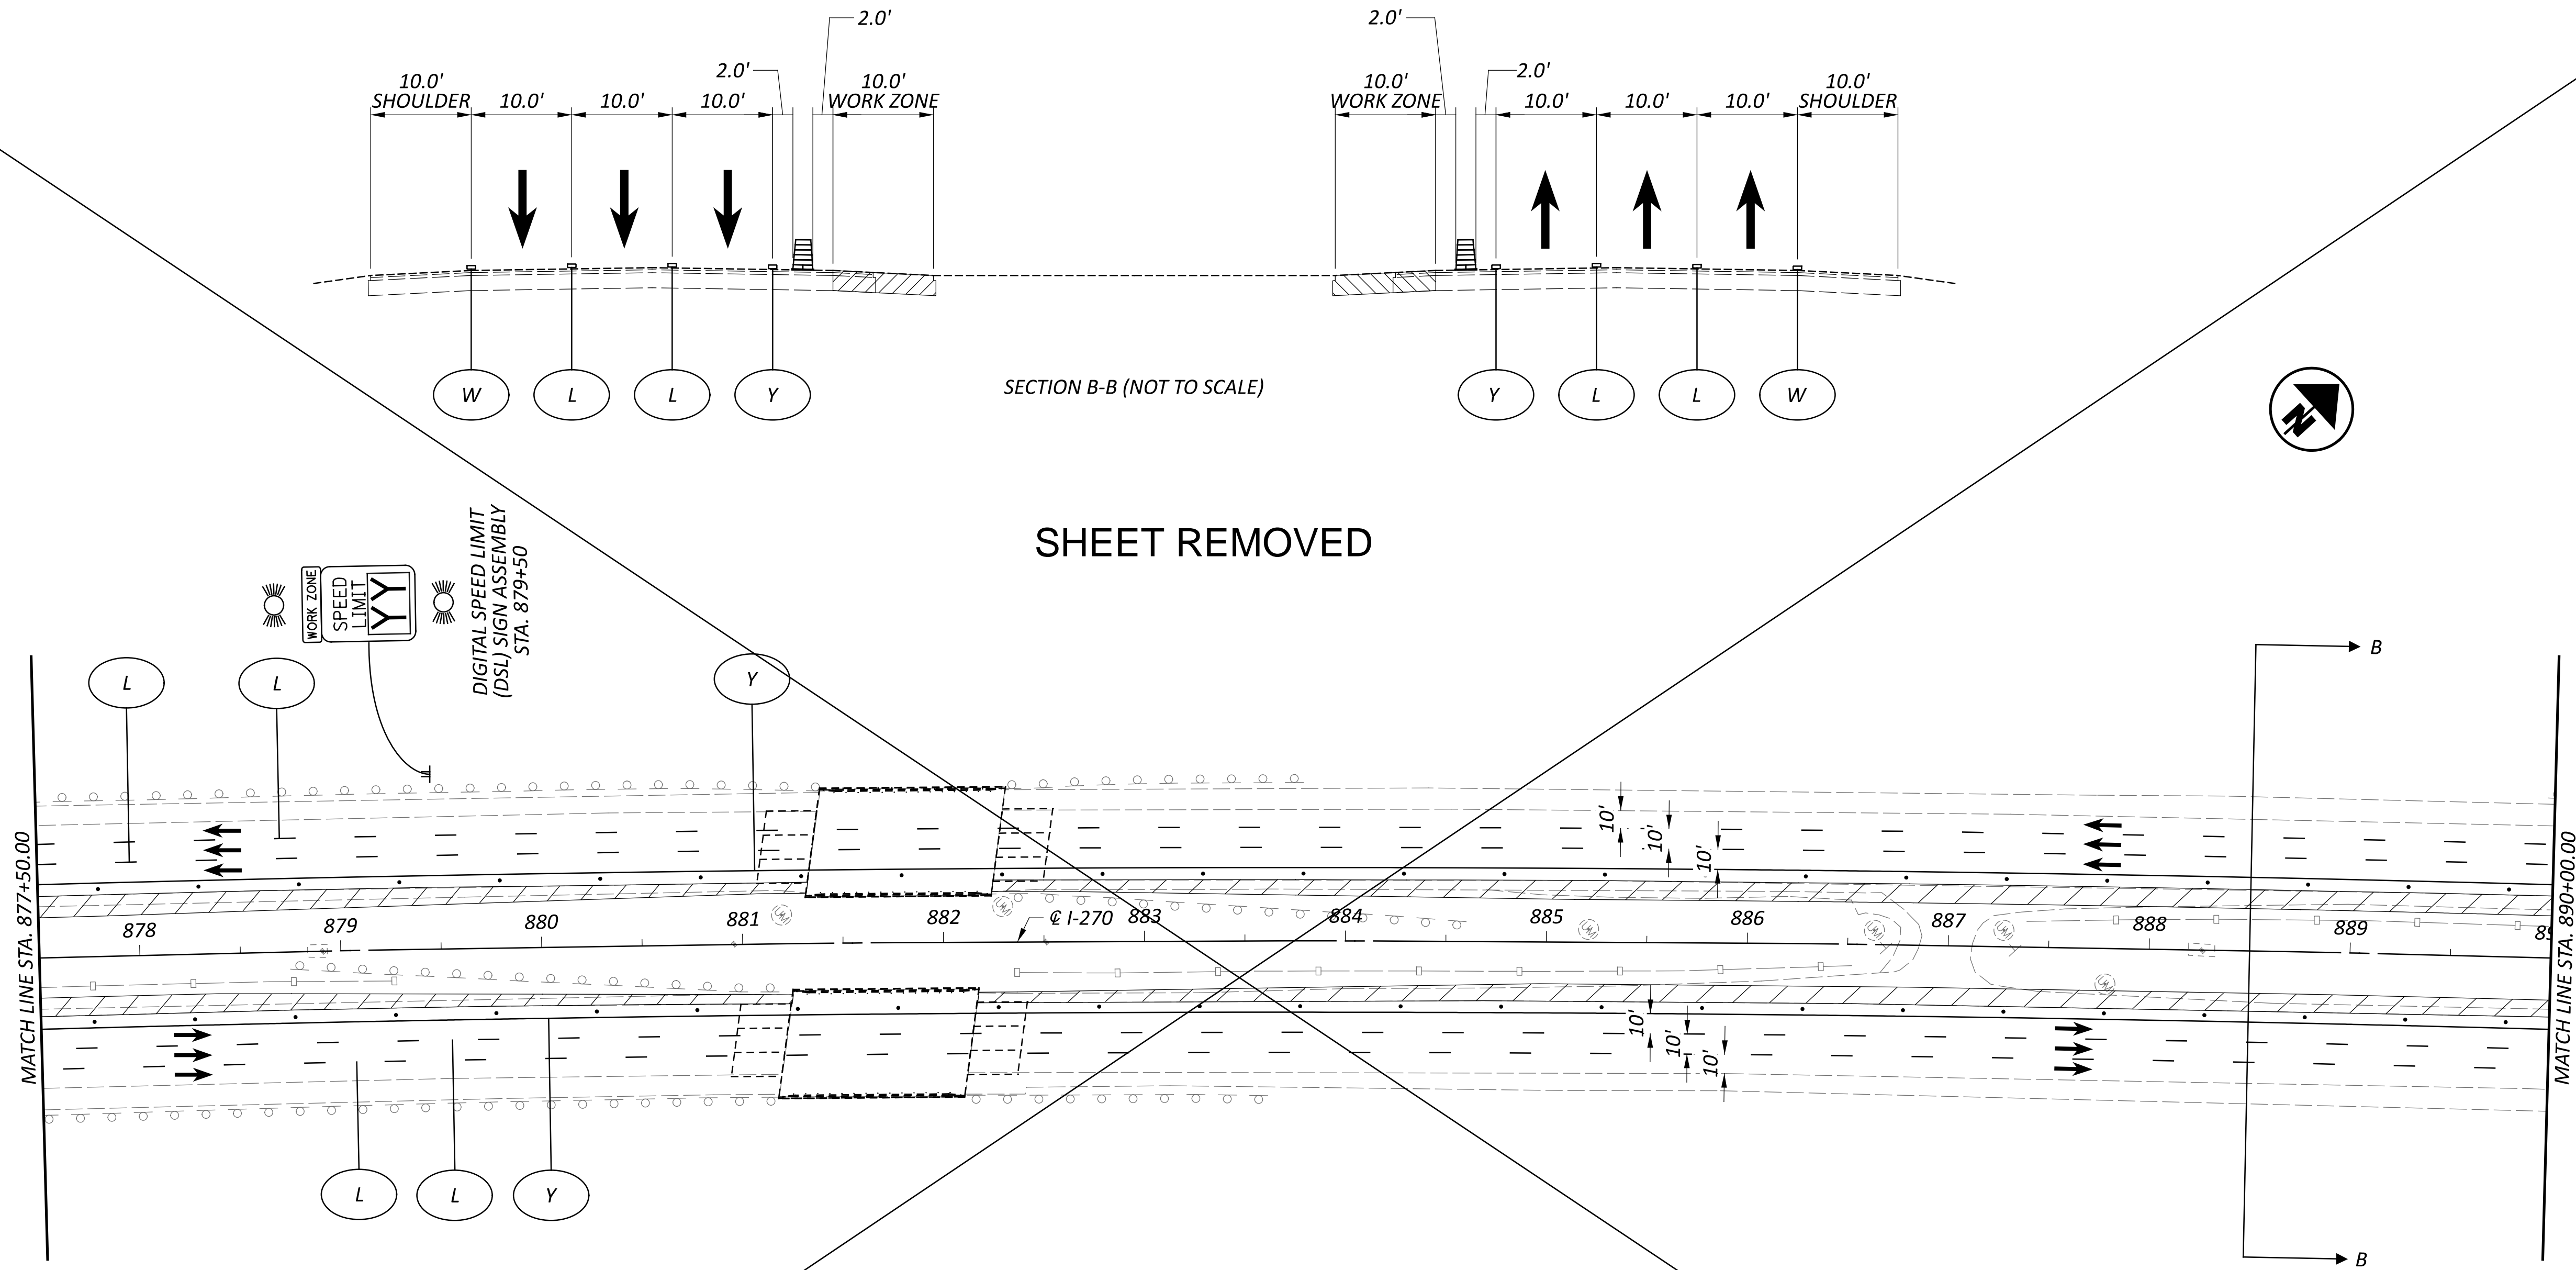 2.0'
2.0'
10.0'
SHOULDER
10.0'
10.0'
10.0'
10.0'
WORK ZONE
2.0'
2.0'
10.0'
WORK ZONE
10.0'
10.0'
10.0'
10.0'
SHOULDER
W
L
L
Y
SECTION B-B (NOT TO SCALE)
Y
L
L
W
N
SHEET REMOVED
WORK ZONE
SPEED
LIMIT
YY
DIGITAL SPEED LIMIT
(DSL) SIGN ASSEMBLY
STA. 879+50
L
L
Y
B
10'
10'
10'
MATCH LINE STA. 877+50.00
878
879
880
881
882
℄ I-270
883
884
885
886
887
888
889
MATCH LINE STA. 890+00.00
10'
10'
10'
L
L
Y
B